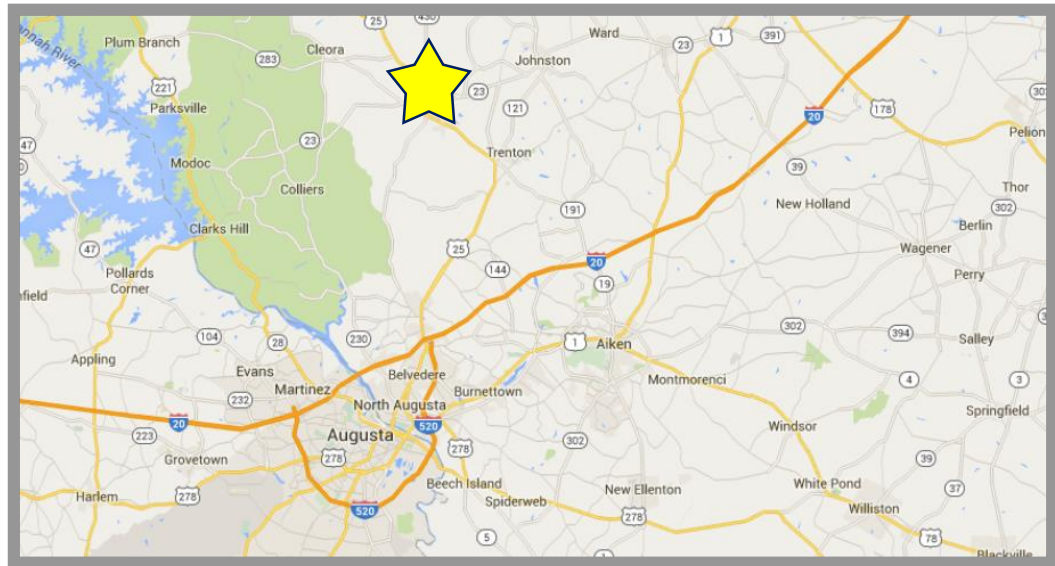 25
430
Ward
1
391
Plum Branch
Cleora
23
Johnston
283
221
23
20
178
Parksville
121
Pelion
47
23
Trenton
Modoc
39
Colliers
Thor
191
New Holland
302
Clarks Hill
Berlin
47
25
Wagener
20
144
Pollards
Corner
Perry
19
302
104
230
394
28
1
Aiken
Salley
Appling
Evans
Belvedere
Martinez
Burnettown
Montmorenci
4
3
232
North Augusta
Springfield
20
520
Windsor
223
Augusta
302
278
278
Grovetown
39
Beech Island
White Pond
37
Harlem
278
New Ellenton
Spiderweb
Williston
520
278
5
78
Blackville